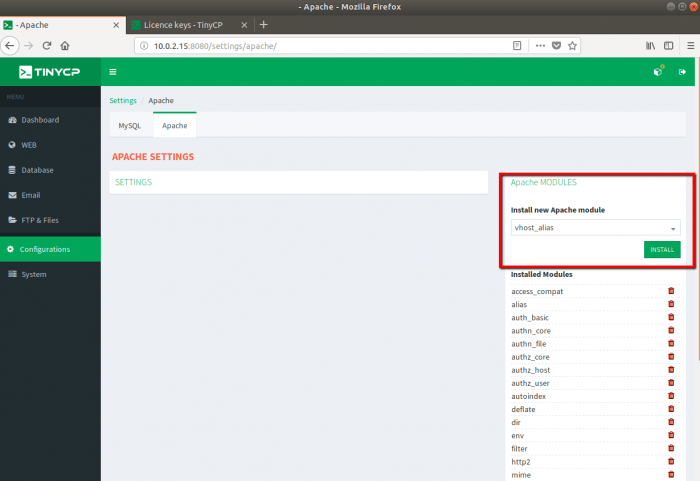 - Apache - Mozilla Firefox
- Apache
Licence keys - TinyCP
10.0.2.15:8080/settings/apache/
TINYCP
MENU
Dashboard
WEB
Database
Email
FTP & Files
Configurations
System
Settings / Apache
MySQL
Apache
APACHE SETTINGS
SETTINGS
Apache MODULES
Install new Apache module
vhost_alias
INSTALL
Installed Modules
access_compat
alias
auth_basic
authn_core
authn_file
authz_core
authz_host
authz_user
autoindex
deflate
dir
env
filter
http2
mime